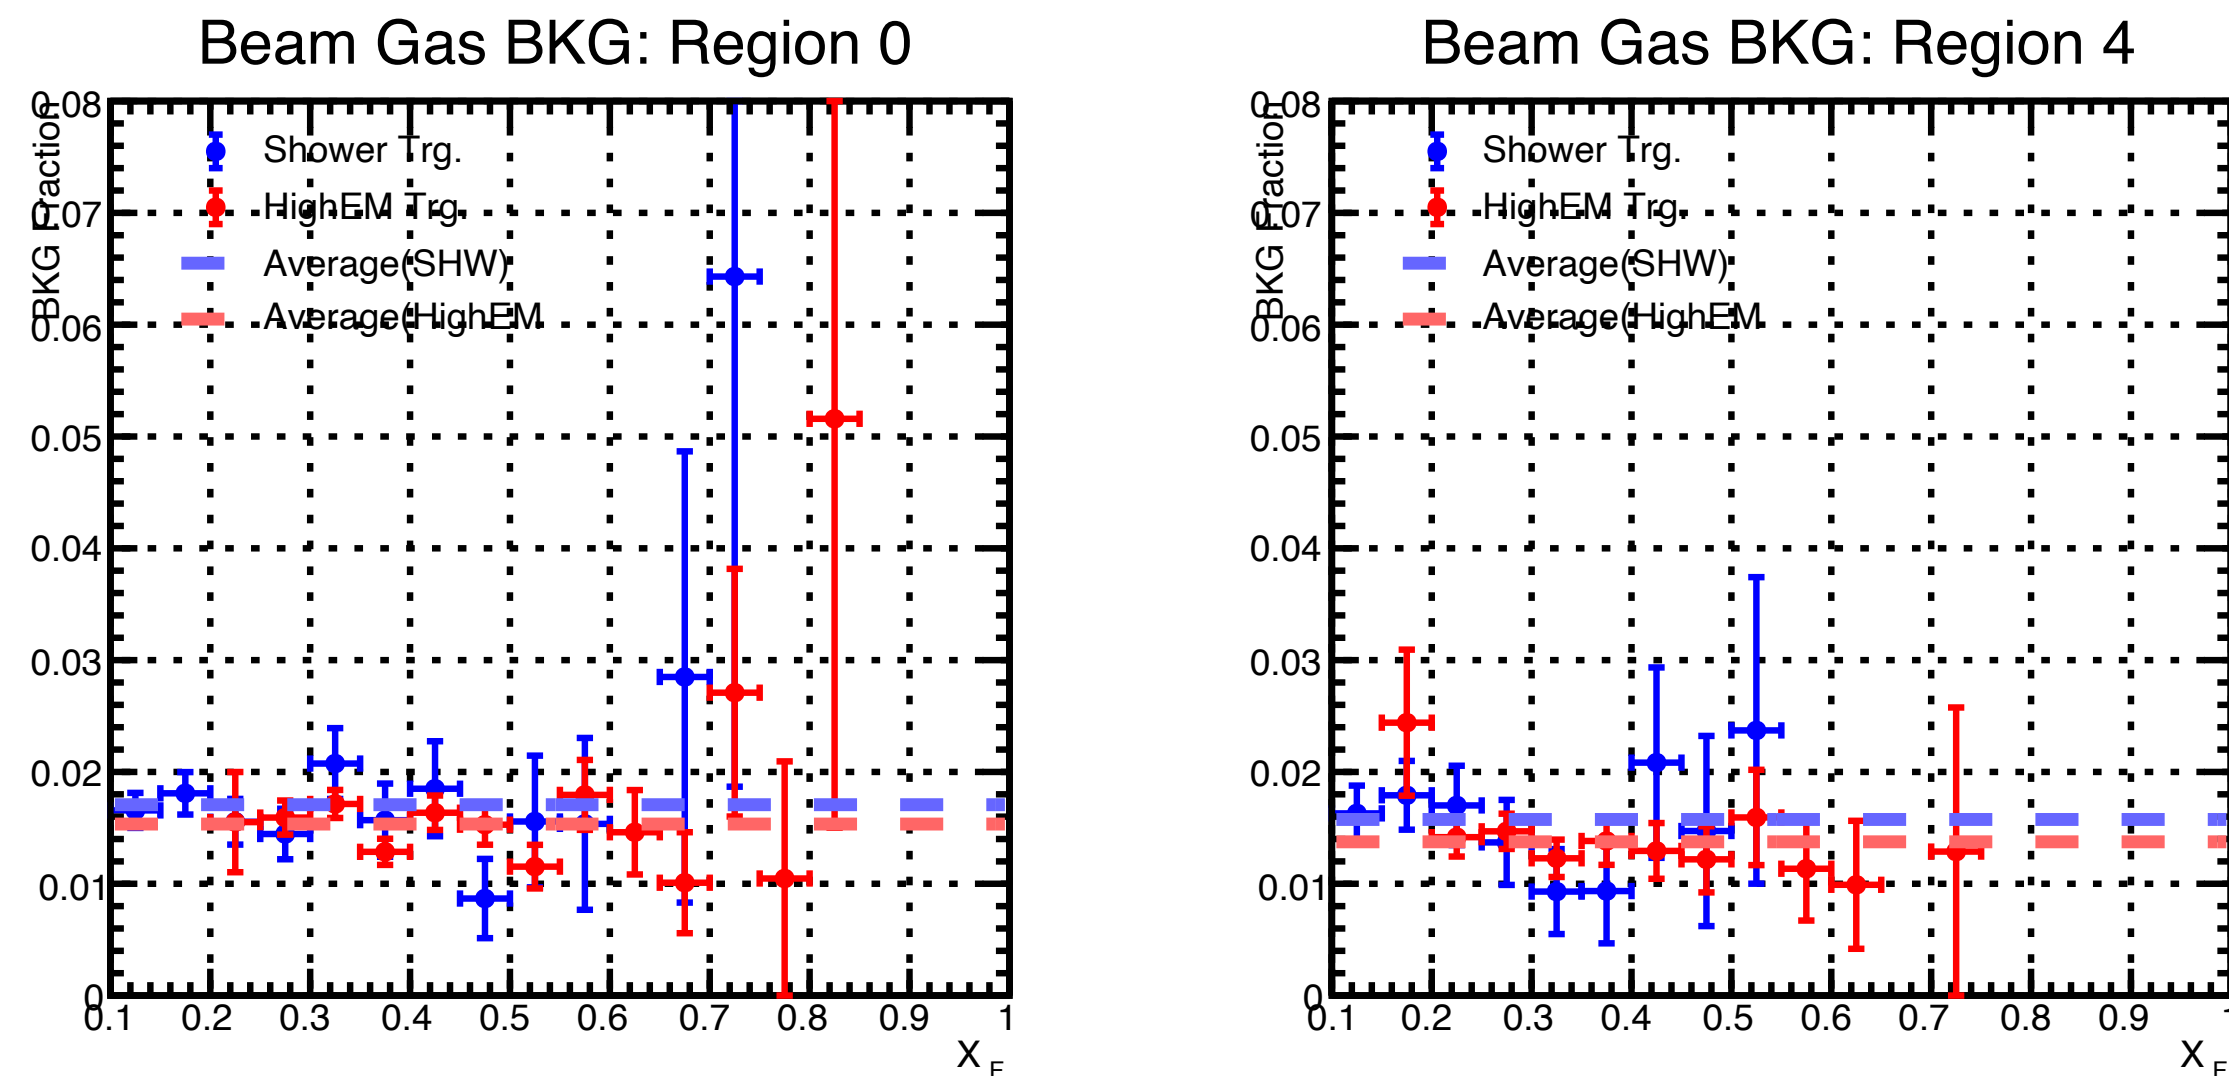 Beam Gas BKG: Region 0
BKG Fraction
0.08
0.07
0.06
0.05
0.04
0.03
0.02
0.01
0
Shower Trg.
HighEM Trg.
Average(SHW)
Average(HighEM
0.1 0.2 0.3 0.4 0.5 0.6 0.7 0.8 0.9 1
X F
Beam Gas BKG: Region 4
BKG Fraction
0.08
0.07
0.06
0.05
0.04
0.03
0.02
0.01
0
Shower Trg.
HighEM Trg.
Average(SHW)
Average(HighEM
0.1 0.2 0.3 0.4 0.5 0.6 0.7 0.8 0.9
X F